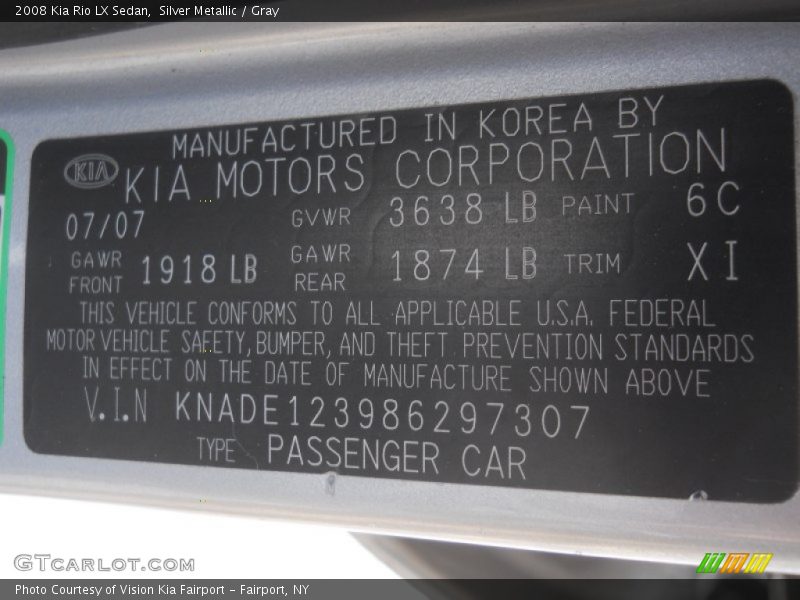 2008 Kia Rio LX Sedan, Silver Metallic / Gray
MANUFACTURED IN KOREA BY
KIA KIA MOTORS CORPORATION
07/07 GVWR 3638 LB PAINT 6C
GAWR FRONT 1918 LB GAWR REAR 1874 LB TRIM XI
THIS VEHICLE CONFORMS TO ALL APPLICABLE U.S.A. FEDERAL
MOTOR VEHICLE SAFETY, BUMPER, AND THEFT PREVENTION STANDARDS
IN EFFECT ON THE DATE OF MANUFACTURE SHOWN ABOVE
V.I.N KNADE123986297307
TYPE PASSENGER CAR
GTCARLOT.COM
Photo Courtesy of Vision Kia Fairport - Fairport, NY